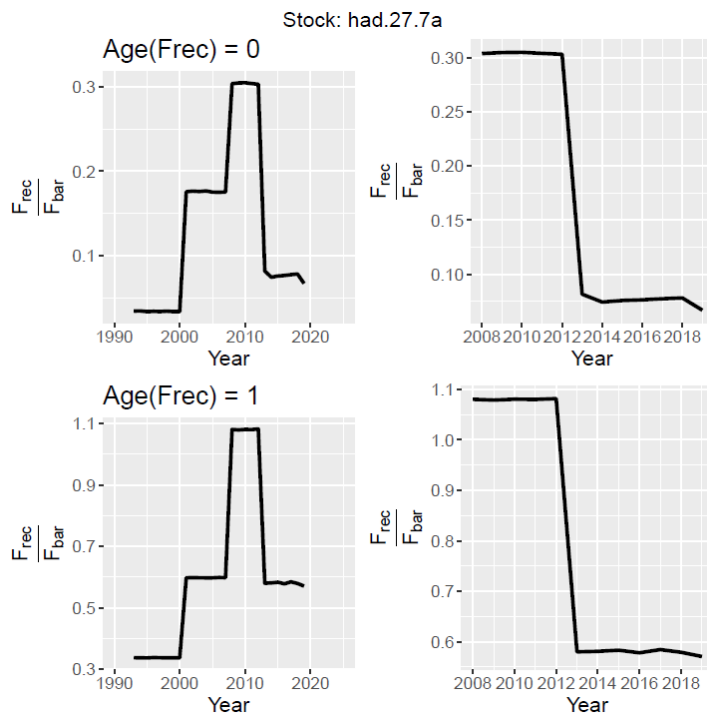 Stock: had.27.7a
Age(Frec) = 0
0.3
0.2
0.1
Frec
Fbar
1990 2000 2010 2020
Year
0.30
0.25
0.20
0.15
0.10
Frec
Fbar
2008 2010 2012 2014 2016 2018
Year
Age(Frec) = 1
1.1
0.9
0.7
0.5
0.3
Frec
Fbar
1990 2000 2010 2020
Year
1.1
1.0
0.9
0.8
0.7
0.6
Frec
Fbar
2008 2010 2012 2014 2016 2018
Year